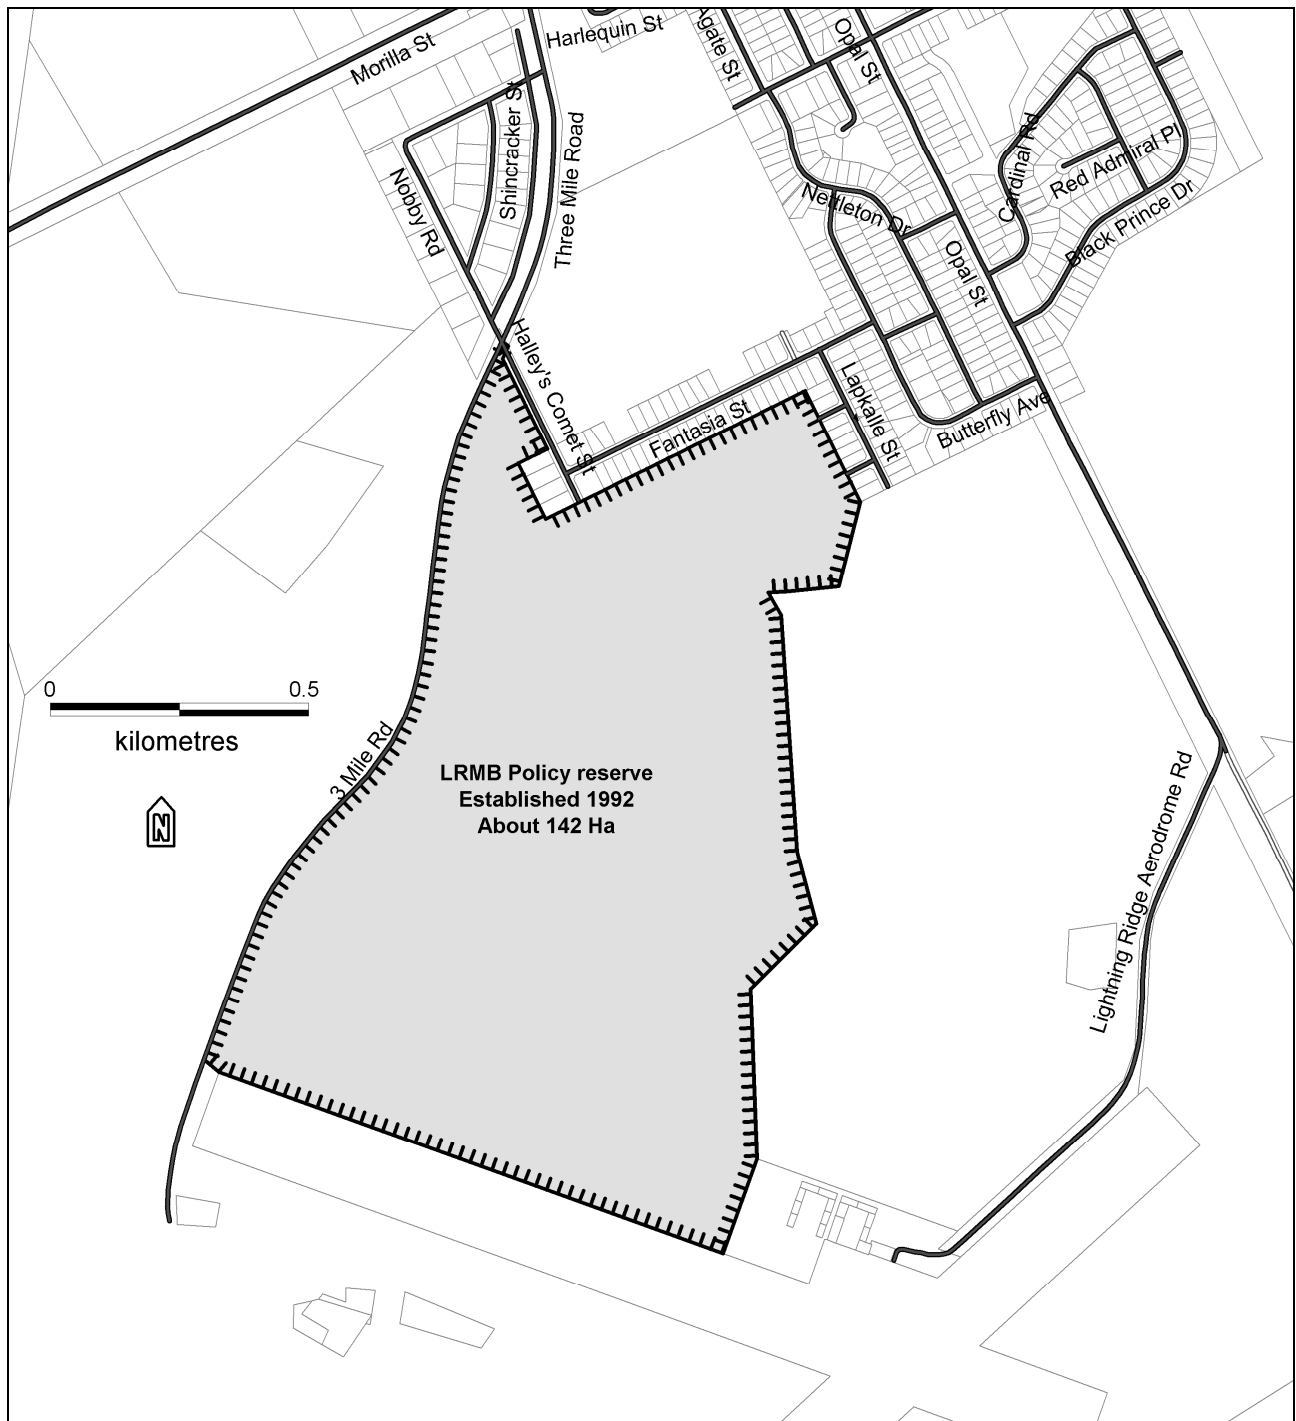 Morilla St
Harlequin St
Agate St
Opal St
Shincracker St
Three Mile Road
Nobby Rd
Cardinal Rd
Red Admiral Pl
Black Prince Dr
Nettleton Dr
Opal St
Halley's Comet St
Fantasia St
Lapkalle St
Butterfly Ave
0 0.5
kilometres
3 Mile Rd
LRMB Policy reserve
Established 1992
About 142 Ha
N
Lightning Ridge Aerodrome Rd